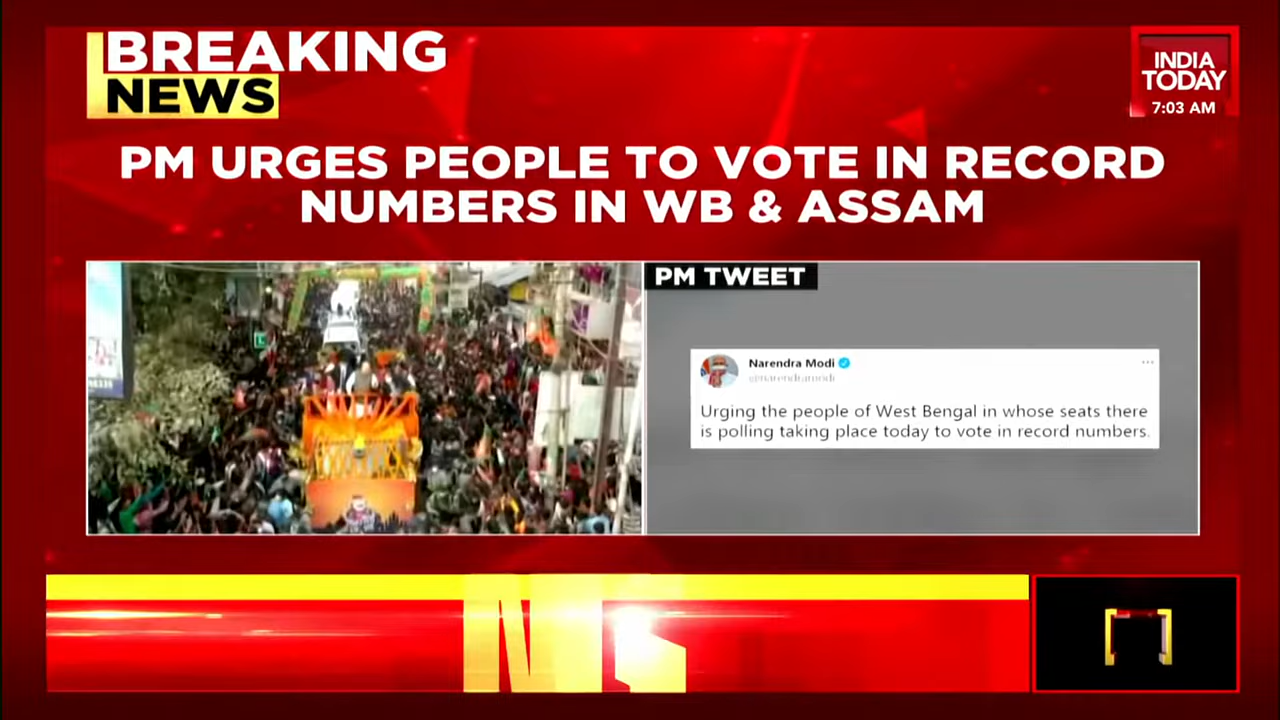 BREAKING
NEWS
INDIA
TODAY
7:03 AM
PM URGES PEOPLE TO VOTE IN RECORD
NUMBERS IN WB & ASSAM
PM TWEET
Narendra Modi
@narendramodi
Urging the people of West Bengal in whose seats there
is polling taking place today to vote in record numbers.